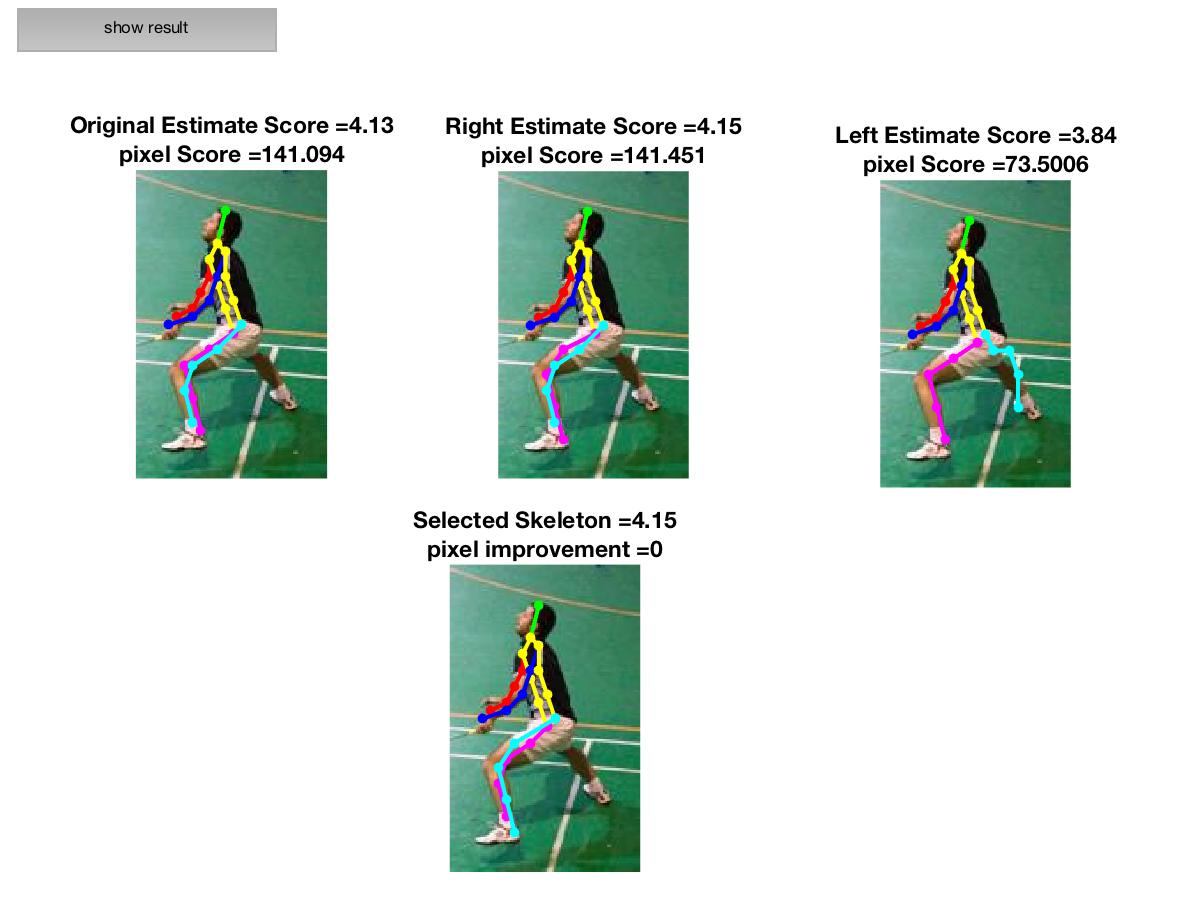 show result
Original Estimate Score =4.13
pixel Score =141.094
Right Estimate Score =4.15
pixel Score =141.451
Left Estimate Score =3.84
pixel Score =73.5006
Selected Skeleton =4.15
pixel improvement =0